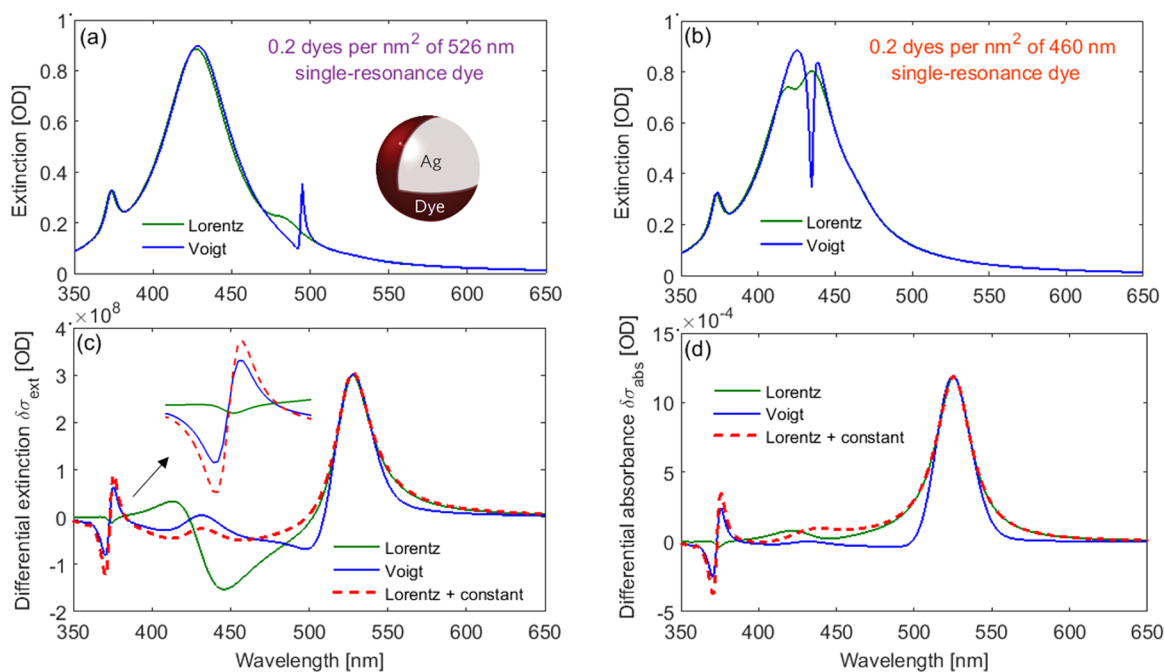 (a)
0.2 dyes per nm² of 526 nm
single-resonance dye
Extinction [OD]
1.
0.8
0.6
0.4
0.2
0
Ag
Dye
Lorentz
Voigt
350 400 450 500 550 600 650
(b)
0.2 dyes per nm² of 460 nm
single-resonance dye
Extinction [OD]
1.
0.8
0.6
0.4
0.2
0
Lorentz
Voigt
350 400 450 500 550 600 650
(c)
4.×10⁸
3
2
1
0
-1
-2
Differential extinction δσext [OD]
Lorentz
Voigt
Lorentz + constant
350 400 450 500 550 600 650
Wavelength [nm]
(d)
15.×10⁻⁴
10
5
0
-5
Differential absorbance δσabs [OD]
Lorentz
Voigt
Lorentz + constant
350 400 450 500 550 600 650
Wavelength [nm]